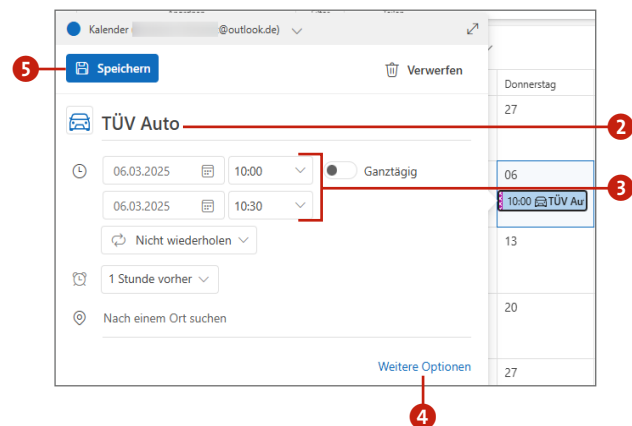 Kalender @outlook.de)
5 Speichern Verwerfen
Donnerstag
27
TÜV Auto 2
06.03.2025 10:00 Ganztägig
06
3
06.03.2025 10:30
10:00 TÜV Au
Nicht wiederholen
13
1 Stunde vorher
Nach einem Ort suchen
20
Weitere Optionen
27
4